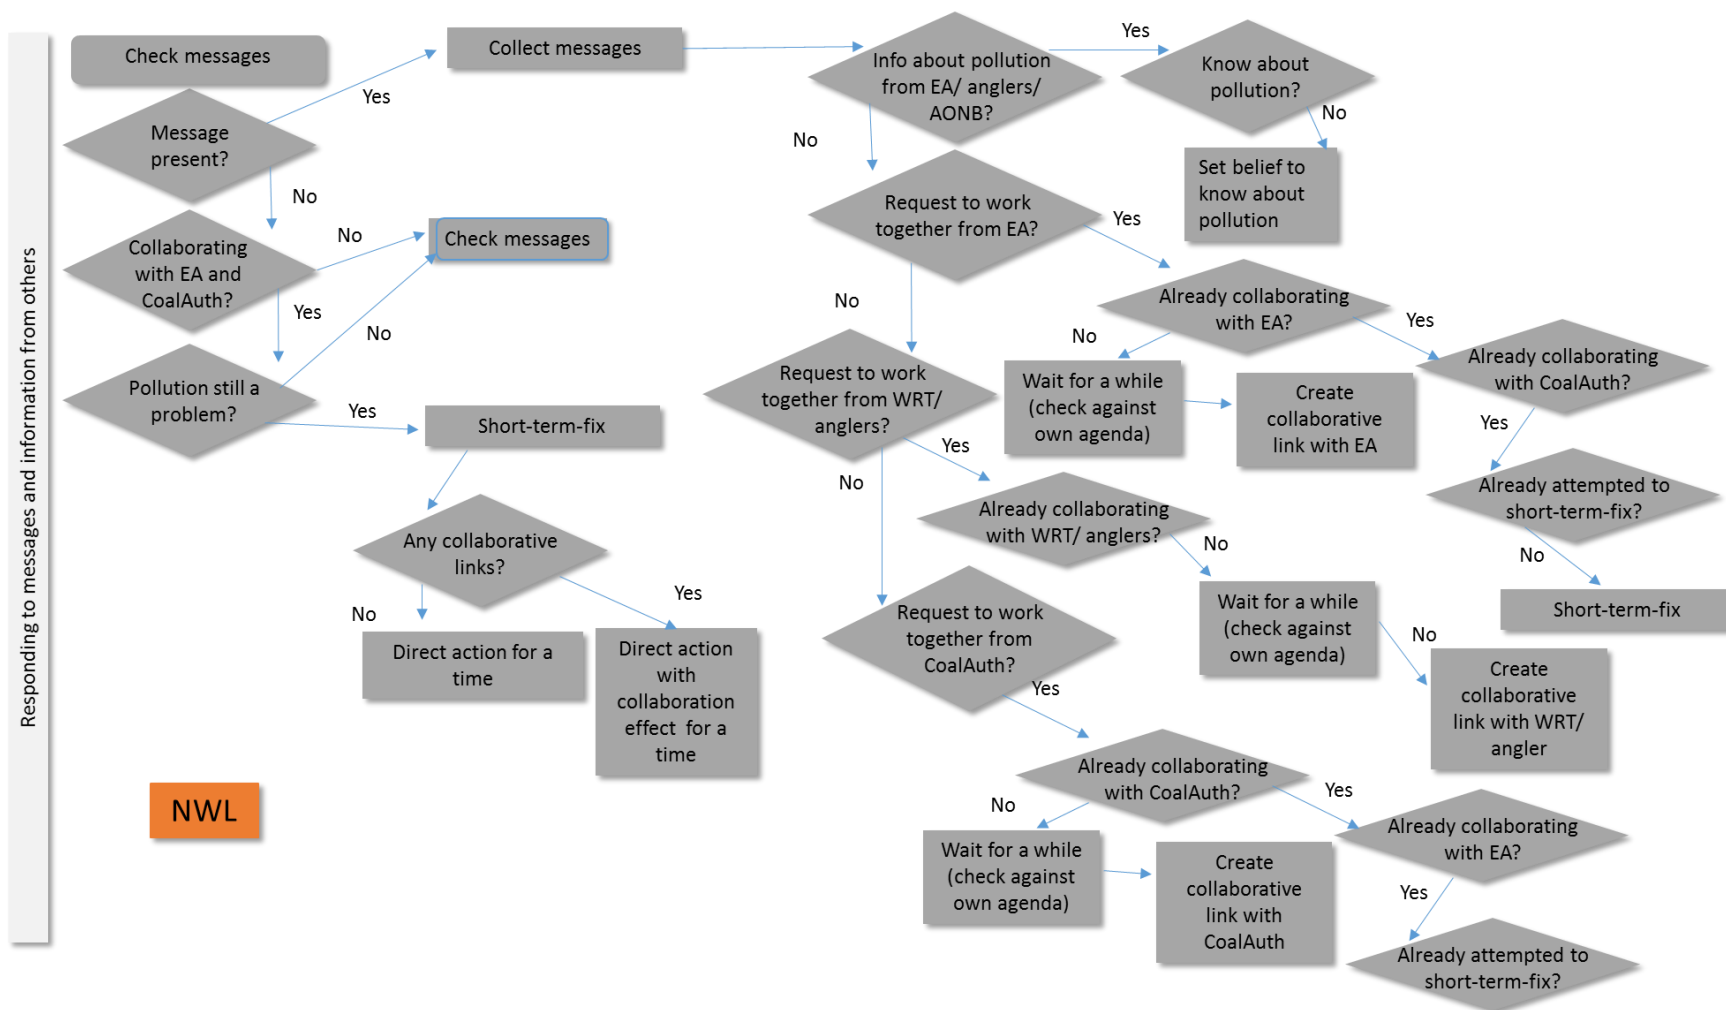 Responding to messages and information from others
Check messages
Message
present?
Yes
No
Collaborating
with EA and
CoalAuth?
No
Yes
Check messages
Pollution still a
problem?
No
Yes
Short-term-fix
Any collaborative
links?
No
Yes
Direct action for a
time
Direct action
with
collaboration
effect  for a
time
NWL
Collect messages
Info about pollution
from EA/ anglers/
AONB?
Yes
Know about
pollution?
No
Set belief to
know about
pollution
No
Request to work
together from EA?
Yes
Already collaborating
with EA?
No
Wait for a while
(check against
own agenda)
Create
collaborative
link with EA
Yes
Already collaborating
with CoalAuth?
Yes
Already attempted to
short-term-fix?
No
Short-term-fix
No
Request to work
together from WRT/
anglers?
Yes
Already collaborating
with WRT/ anglers?
No
Wait for a while
(check against
own agenda)
No
Create
collaborative
link with WRT/
angler
No
Request to work
together from
CoalAuth?
Yes
Already collaborating
with CoalAuth?
No
Wait for a while
(check against
own agenda)
Create
collaborative
link with
CoalAuth
Yes
Already collaborating
with EA?
Yes
Already attempted to
short-term-fix?